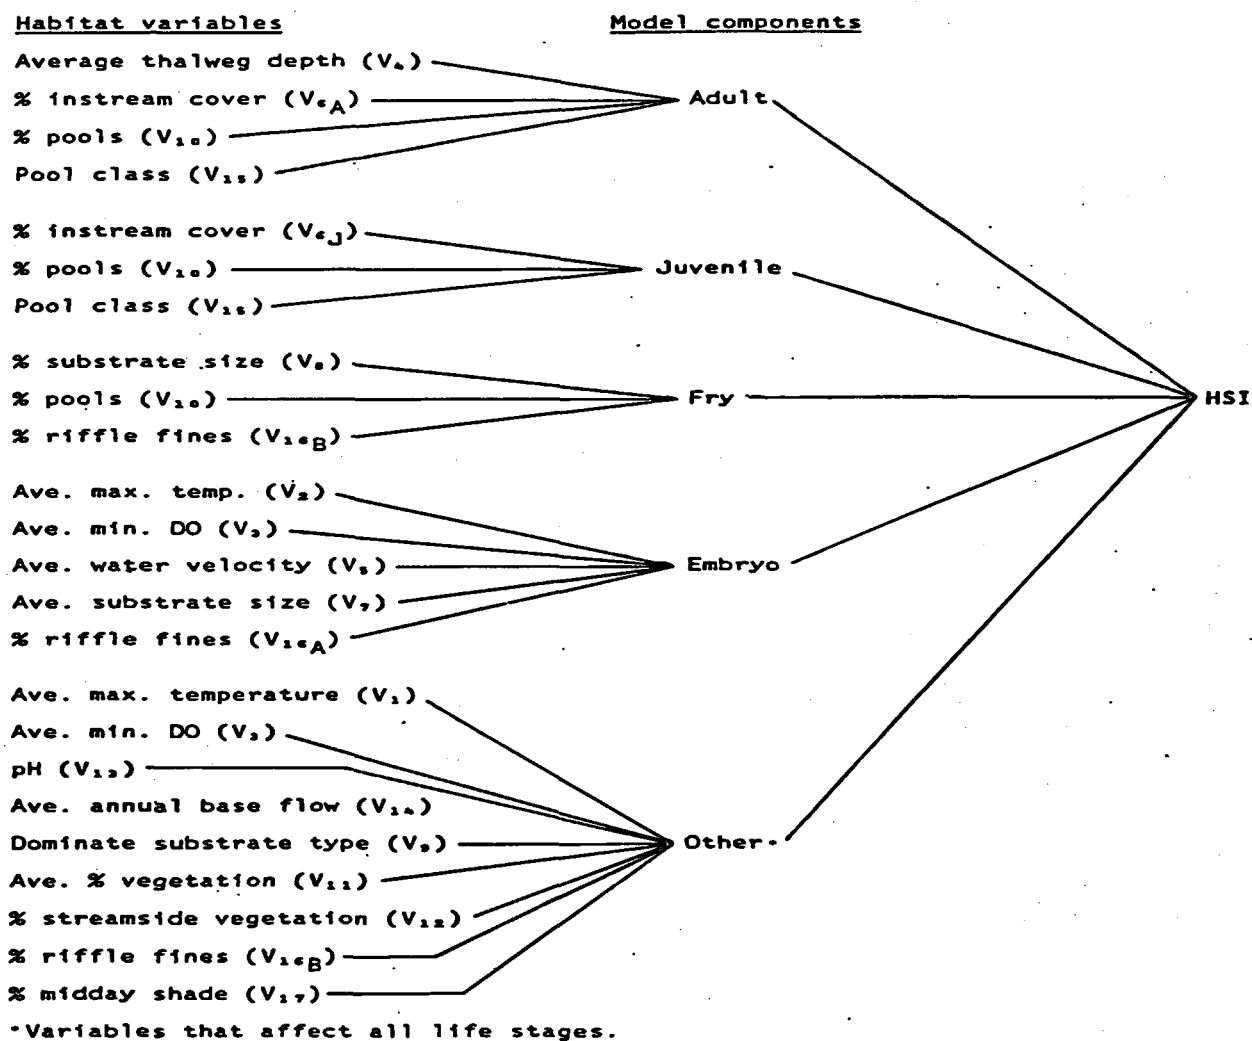 Habitat variables Model components
Average thalweg depth (V₄)
% instream cover (V₆A) Adult
% pools (V₁₀)
Pool class (V₁₅)
% instream cover (V₆J)
% pools (V₁₀) Juvenile
Pool class (V₁₅)
% substrate size (V₈)
% pools (V₁₀) Fry HSI
% riffle fines (V₁₆B)
Ave. max. temp. (V₂)
Ave. min. DO (V₃)
Ave. water velocity (V₅) Embryo
Ave. substrate size (V₇)
% riffle fines (V₁₆A)
Ave. max. temperature (V₁)
Ave. min. DO (V₃)
pH (V₁₃)
Ave. annual base flow (V₁₄)
Dominate substrate type (V₉) Other*
Ave. % vegetation (V₁₁)
% streamside vegetation (V₁₂)
% riffle fines (V₁₆B)
% midday shade (V₁₇)
*Variables that affect all life stages.